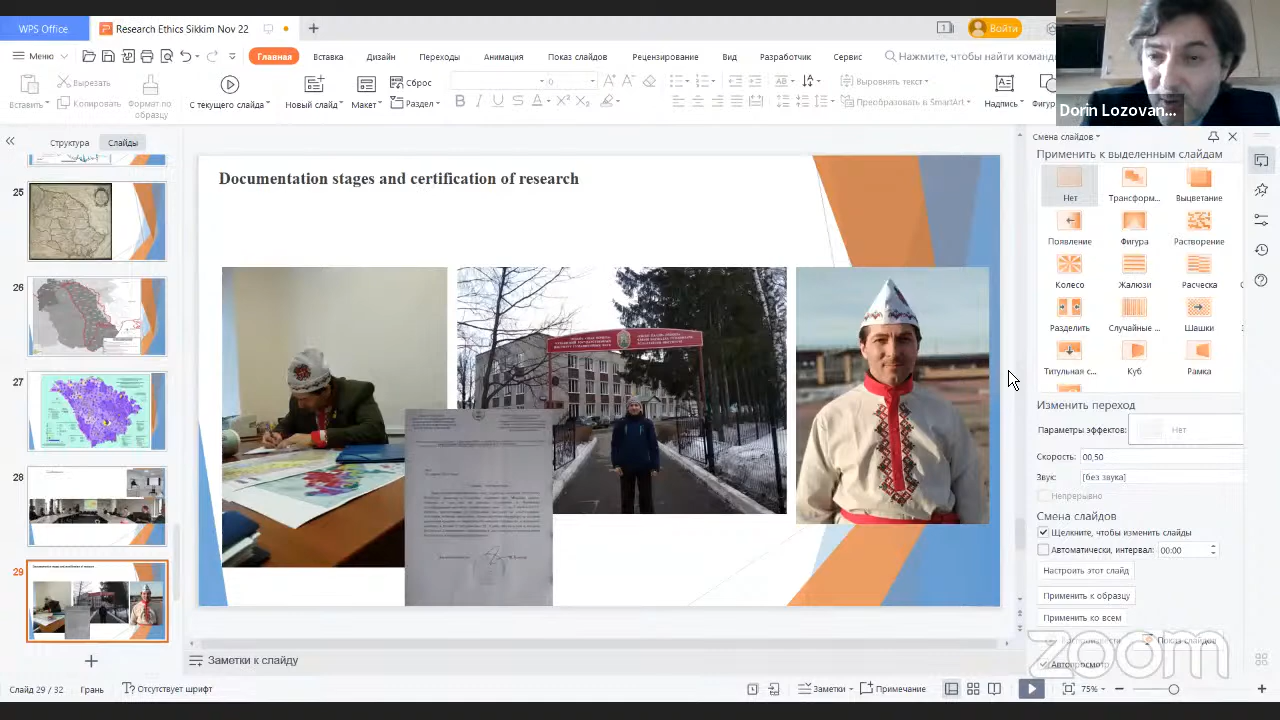 WPS Office
Research Ethics Sikkim Nov 22
Войти
Меню
Главная
Вставка
Дизайн
Переходы
Анимация
Показ слайдов
Рецензирование
Вид
Разработчик
Сервис
Нажмите, чтобы найти команд
Вырезать
Формат по образцу
С текущего слайда
Новый слайд
Макет
Сброс
Раздел
Выровнять текст
Преобразовать в SmartArt
Надпись
Фигур
Dorin Lozovan...
Структура
Слайды
25
26
27
28
29
Documentation stages and certification of research
Смена слайдов
Применить к выделенным слайдам
Нет
Трансформ...
Выцветание
Появление
Фигура
Растворение
Колесо
Жалюзи
Расческа
Разделить
Случайные ...
Шашки
Титульная с...
Куб
Рамка
Изменить переход
Параметры эффектов:
Нет
Скорость:
00,50
Звук:
[без звука]
Непрерывно
Смена слайдов
Щелкните, чтобы изменить слайды
Автоматически, интервал:
00:00
Настроить этот слайд
Применить к образцу
Применить ко всем
Показ слайдов
Автопросмотр
zoom
Заметки к слайду
Слайд 29 / 32
Грань
Отсутствует шрифт
Заметки
Примечание
75%